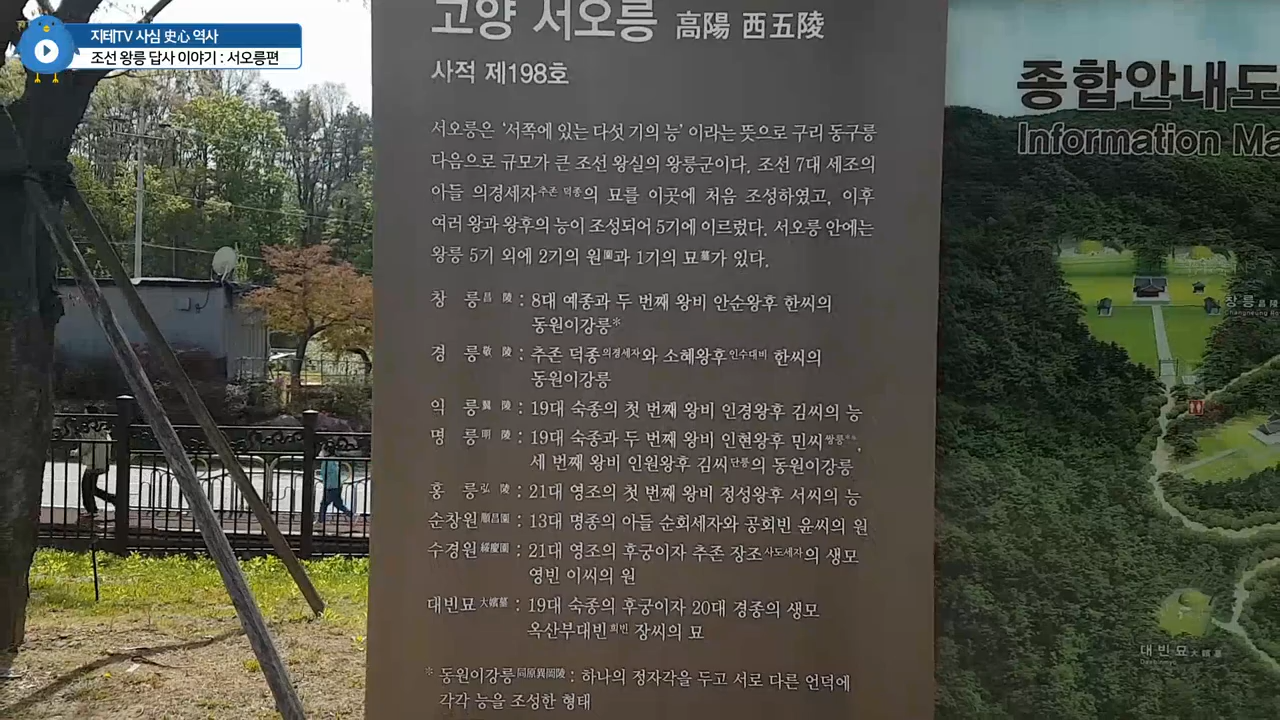 지테TV 사심 史心 역사
조선 왕릉 답사 이야기 : 서오릉편
고양 서오릉 高陽 西五陵
사적 제198호
서오릉은 '서쪽에 있는 다섯 기의 능' 이라는 뜻으로 구리 동구릉
다음으로 규모가 큰 조선 왕실의 왕릉군이다. 조선 7대 세조의
아들 의경세자추존 덕종의 묘를 이곳에 처음 조성하였고, 이후
여러 왕과 왕후의 능이 조성되어 5기에 이르렀다. 서오릉 안에는
왕릉 5기 외에 2기의 원園과 1기의 묘墓가 있다.
창 릉昌 陵 : 8대 예종과 두 번째 왕비 안순왕후 한씨의
동원이강릉*
경 릉敬 陵 : 추존 덕종의경세자와 소혜왕후인수대비 한씨의
동원이강릉
익 릉翼 陵 : 19대 숙종의 첫 번째 왕비 인경왕후 김씨의 능
명 릉明 陵 : 19대 숙종과 두 번째 왕비 인현왕후 민씨쌍릉**,
세 번째 왕비 인원왕후 김씨단릉의 동원이강릉
홍 릉弘 陵 : 21대 영조의 첫 번째 왕비 정성왕후 서씨의 능
순창원順昌園 : 13대 명종의 아들 순회세자와 공회빈 윤씨의 원
수경원綏慶園 : 21대 영조의 후궁이자 추존 장조사도세자의 생모
영빈 이씨의 원
대빈묘大嬪墓 : 19대 숙종의 후궁이자 20대 경종의 생모
옥산부대빈희빈 장씨의 묘
* 동원이강릉同原異岡陵 : 하나의 정자각을 두고 서로 다른 언덕에
각각 능을 조성한 형태
종합안내도
Information Ma
창릉昌陵
Changneung Ro
대빈묘大嬪墓
Daebinmyo